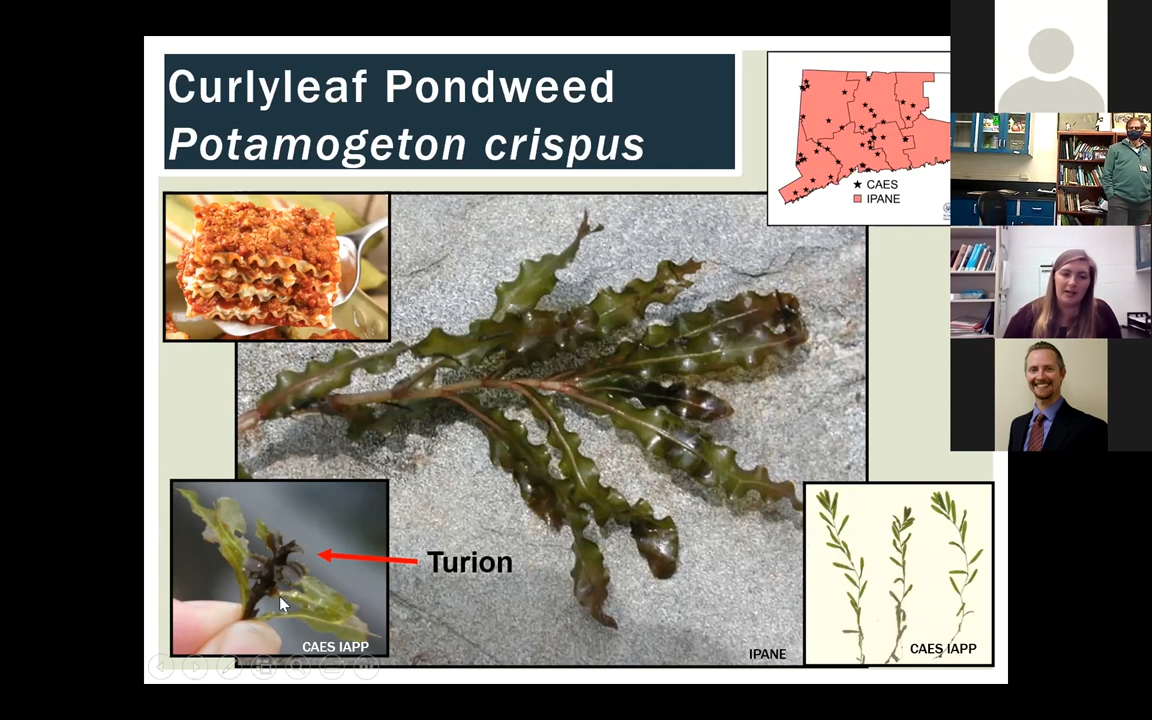 Curlyleaf Pondweed
Potamogeton crispus
★ CAES
IPANE
Turion
CAES IAPP
IPANE
CAES IAPP